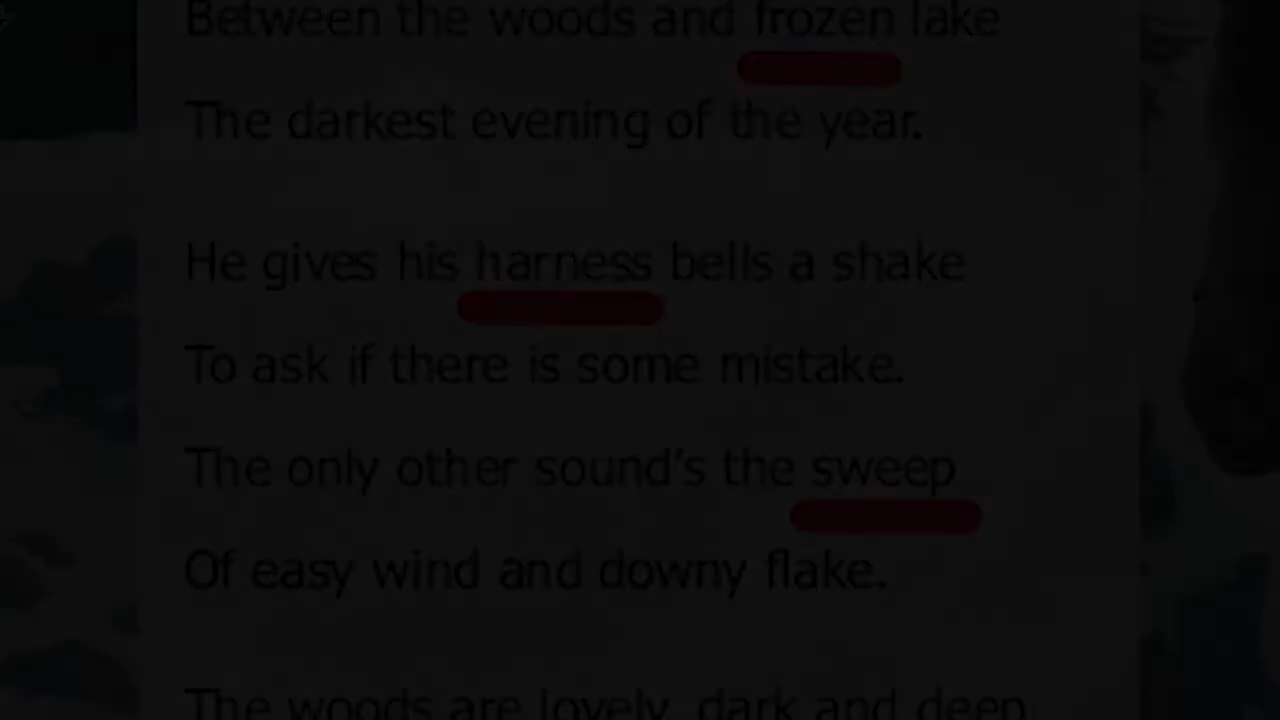 Between the woods and frozen lake
The darkest evening of the year.
He gives his harness bells a shake
To ask if there is some mistake.
The only other sound’s the sweep
Of easy wind and downy flake.
The woods are lovely, dark and deep